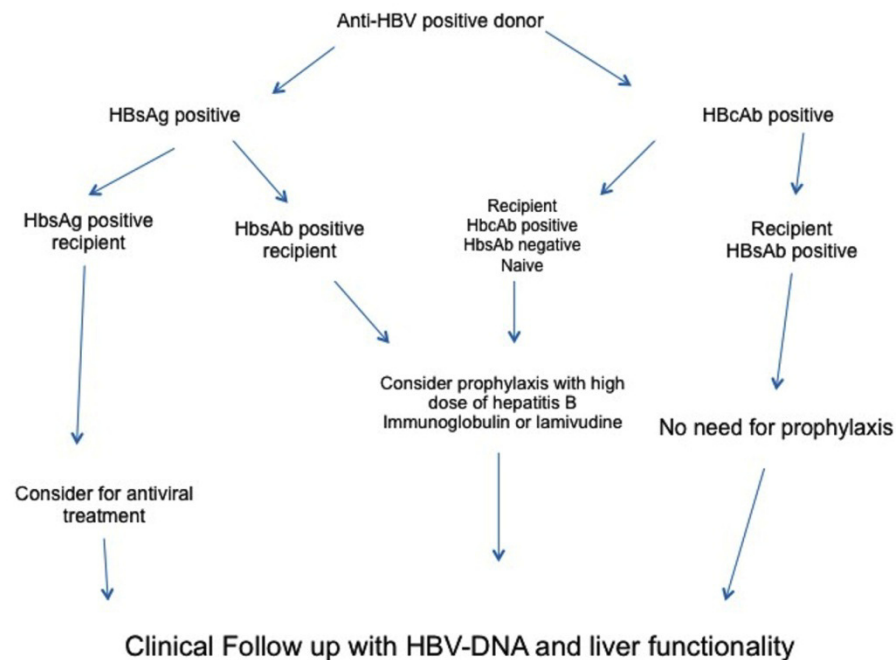 Anti-HBV positive donor
HBsAg positive
HBcAb positive
HbsAg positive
recipient
HbsAb positive
recipient
Recipient
HbcAb positive
HbsAb negative
Naive
Recipient
HBsAb positive
Consider prophylaxis with high
dose of hepatitis B
Immunoglobulin or lamivudine
No need for prophylaxis
Consider for antiviral
treatment
Clinical Follow up with HBV-DNA and liver functionality